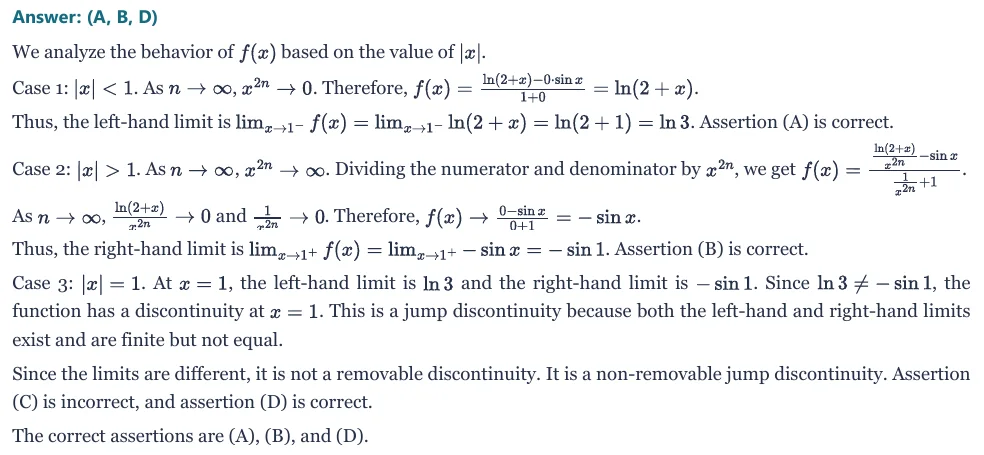 Answer: (A, B, D)
We analyze the behavior of f(x) based on the value of |x|.
Case 1: |x| < 1. As n → ∞, x²ⁿ → 0. Therefore, f(x) = (ln(2+x)−0·sin x)/(1+0) = ln(2 + x).
Thus, the left-hand limit is lim_{x→1−} f(x) = lim_{x→1−} ln(2 + x) = ln(2 + 1) = ln 3. Assertion (A) is correct.
Case 2: |x| > 1. As n → ∞, x²ⁿ → ∞. Dividing the numerator and denominator by x²ⁿ, we get f(x) = (ln(2+x)/x²ⁿ − sin x)/(1/x²ⁿ + 1).
As n → ∞, ln(2+x)/x²ⁿ → 0 and 1/x²ⁿ → 0. Therefore, f(x) → (0−sin x)/(0+1) = − sin x.
Thus, the right-hand limit is lim_{x→1+} f(x) = lim_{x→1+} − sin x = − sin 1. Assertion (B) is correct.
Case 3: |x| = 1. At x = 1, the left-hand limit is ln 3 and the right-hand limit is − sin 1. Since ln 3 ≠ − sin 1, the
function has a discontinuity at x = 1. This is a jump discontinuity because both the left-hand and right-hand limits
exist and are finite but not equal.
Since the limits are different, it is not a removable discontinuity. It is a non-removable jump discontinuity. Assertion
(C) is incorrect, and assertion (D) is correct.
The correct assertions are (A), (B), and (D).